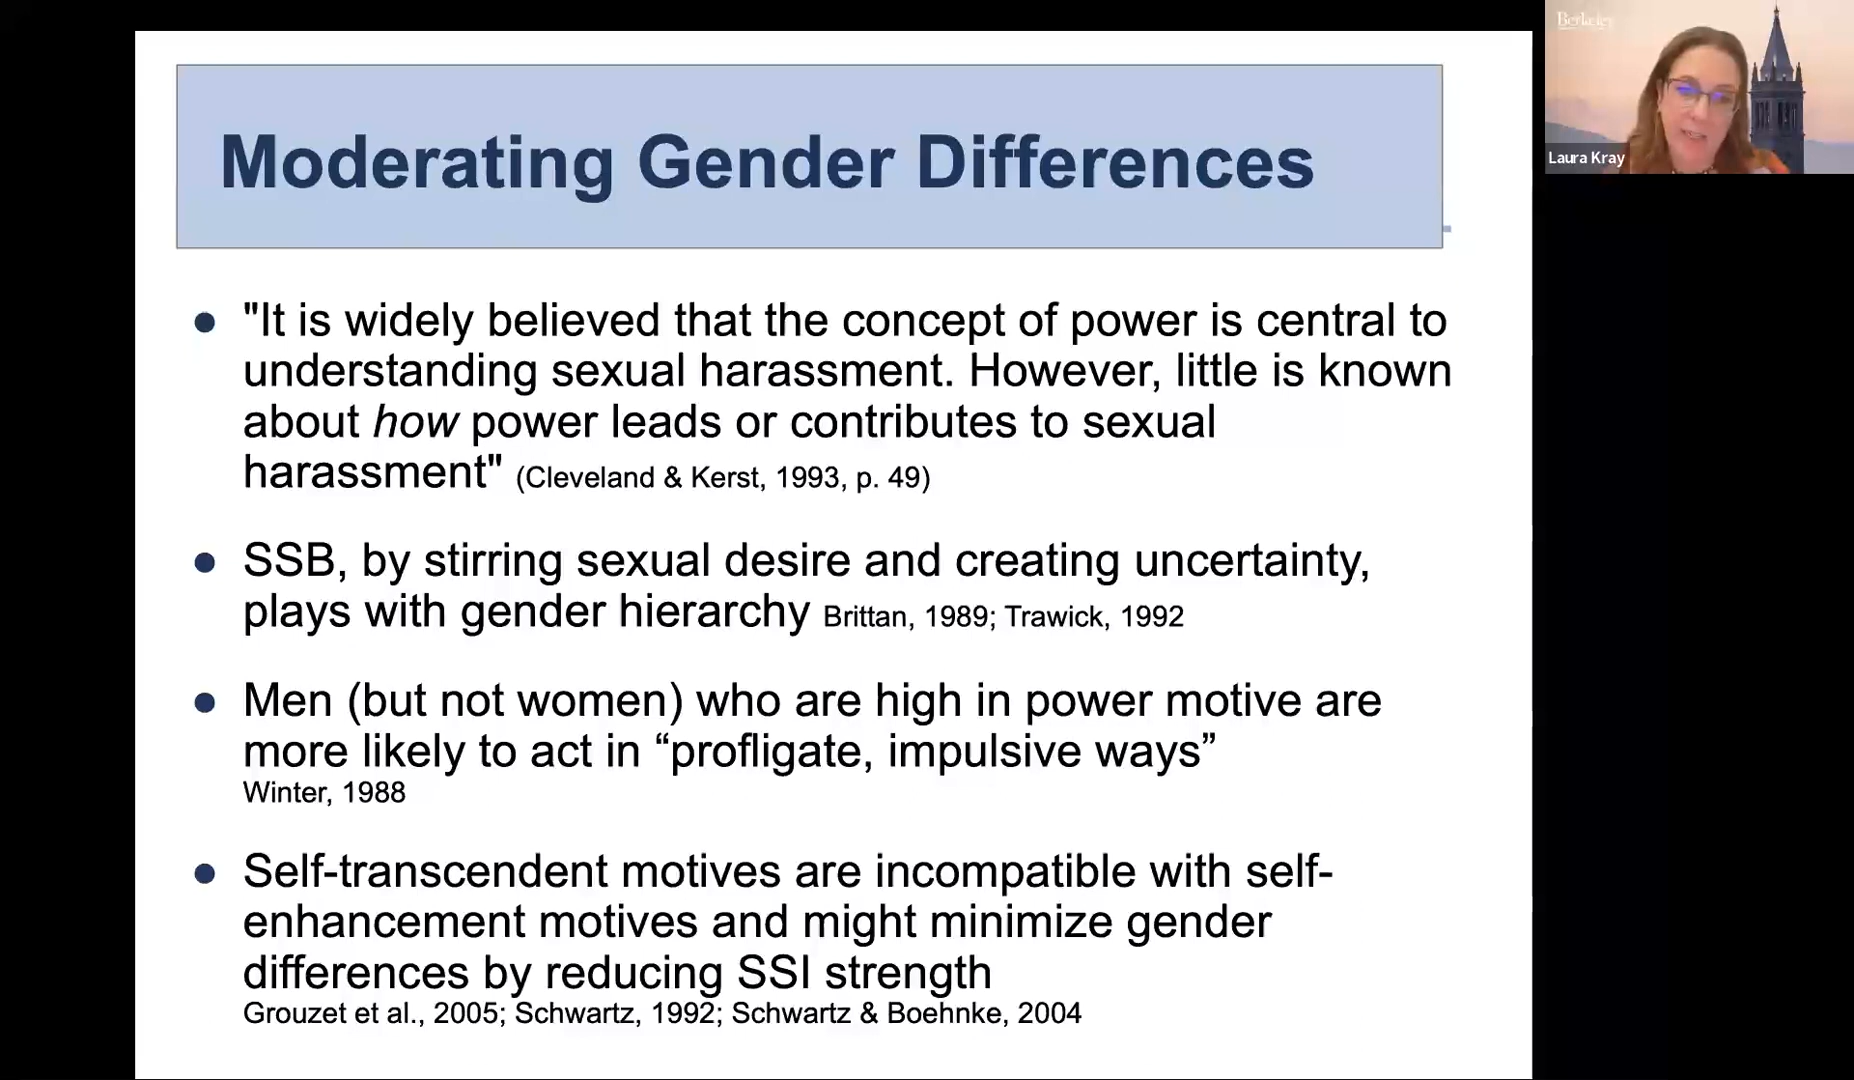 Moderating Gender Differences
Berkeley
Laura Kray
"It is widely believed that the concept of power is central to
understanding sexual harassment. However, little is known
about how power leads or contributes to sexual
harassment" (Cleveland & Kerst, 1993, p. 49)
SSB, by stirring sexual desire and creating uncertainty,
plays with gender hierarchy Brittan, 1989; Trawick, 1992
Men (but not women) who are high in power motive are
more likely to act in “profligate, impulsive ways”
Winter, 1988
Self-transcendent motives are incompatible with self-
enhancement motives and might minimize gender
differences by reducing SSI strength
Grouzet et al., 2005; Schwartz, 1992; Schwartz & Boehnke, 2004